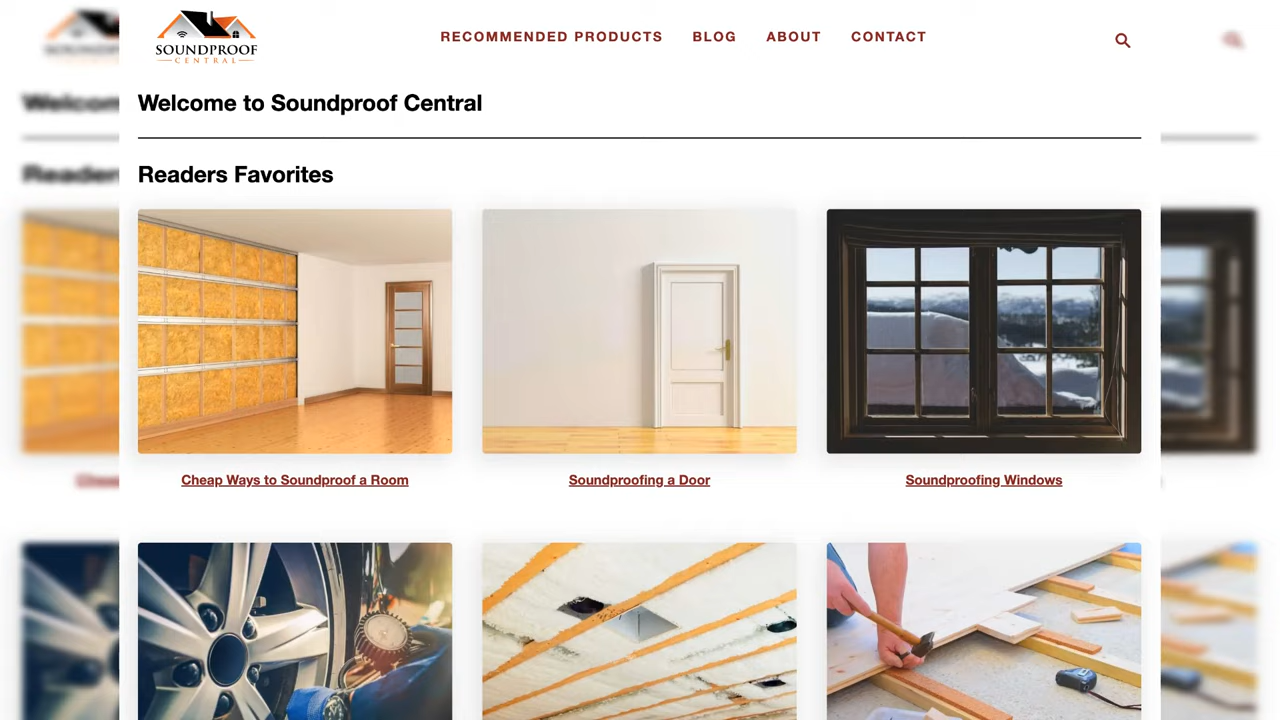 SOUNDPROOF
CENTRAL
RECOMMENDED PRODUCTS BLOG ABOUT CONTACT
Welcome to Soundproof Central
Readers Favorites
Cheap Ways to Soundproof a Room
Soundproofing a Door
Soundproofing Windows